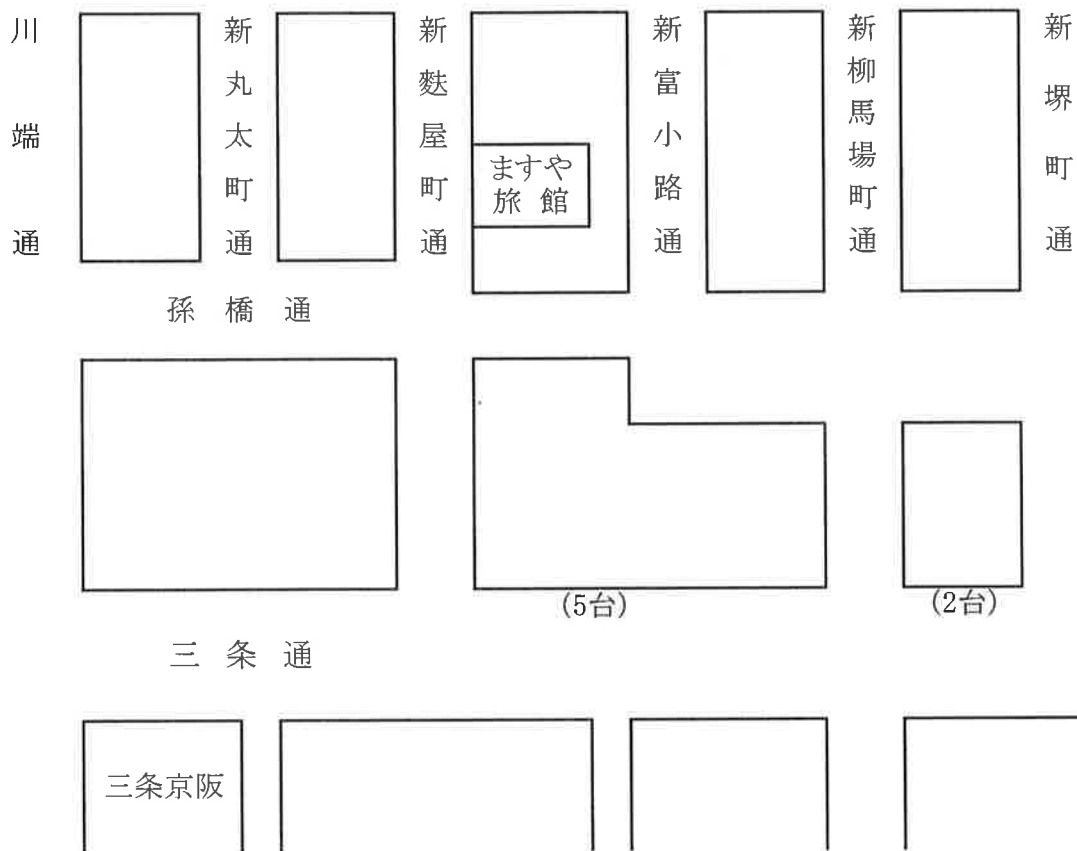 川端通
新丸太町通
新麩屋町通
新富小路通
新柳馬場町通
新堺町通
ますや
旅館
孫橋通
(5台)
(2台)
三条通
三条京阪